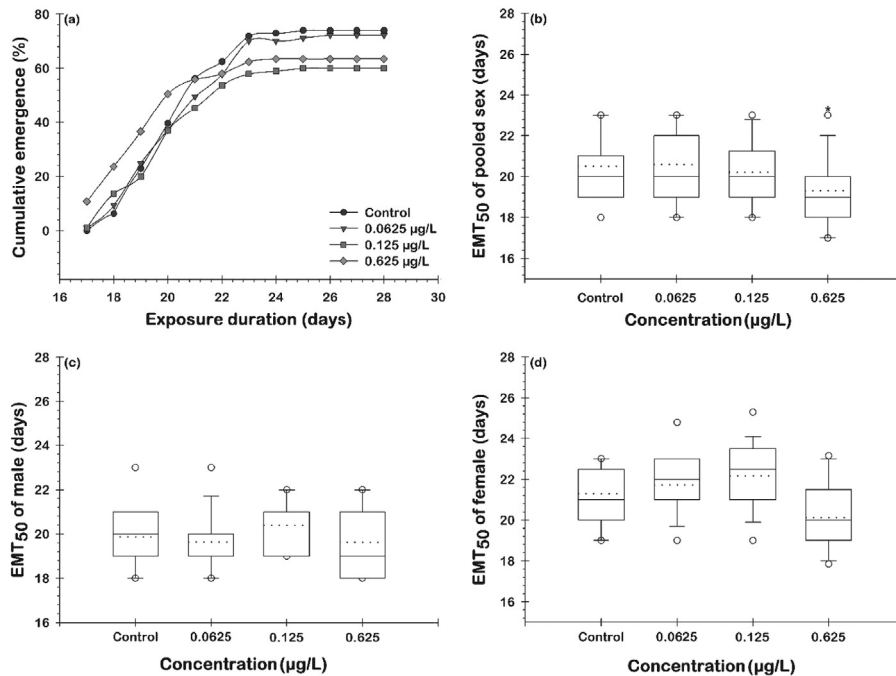 (a)
Cumulative emergence (%)
80
60
40
20
0
16 18 20 22 24 26 28 30
Exposure duration (days)
Control
0.0625 µg/L
0.125 µg/L
0.625 µg/L
(b)
EMT50 of pooled sex (days)
28
26
24
22
20
18
16
*
Control 0.0625 0.125 0.625
Concentration (µg/L)
(c)
EMT50 of male (days)
28
26
24
22
20
18
16
Control 0.0625 0.125 0.625
Concentration (µg/L)
(d)
EMT50 of female (days)
28
26
24
22
20
18
16
Control 0.0625 0.125 0.625
Concentration (µg/L)